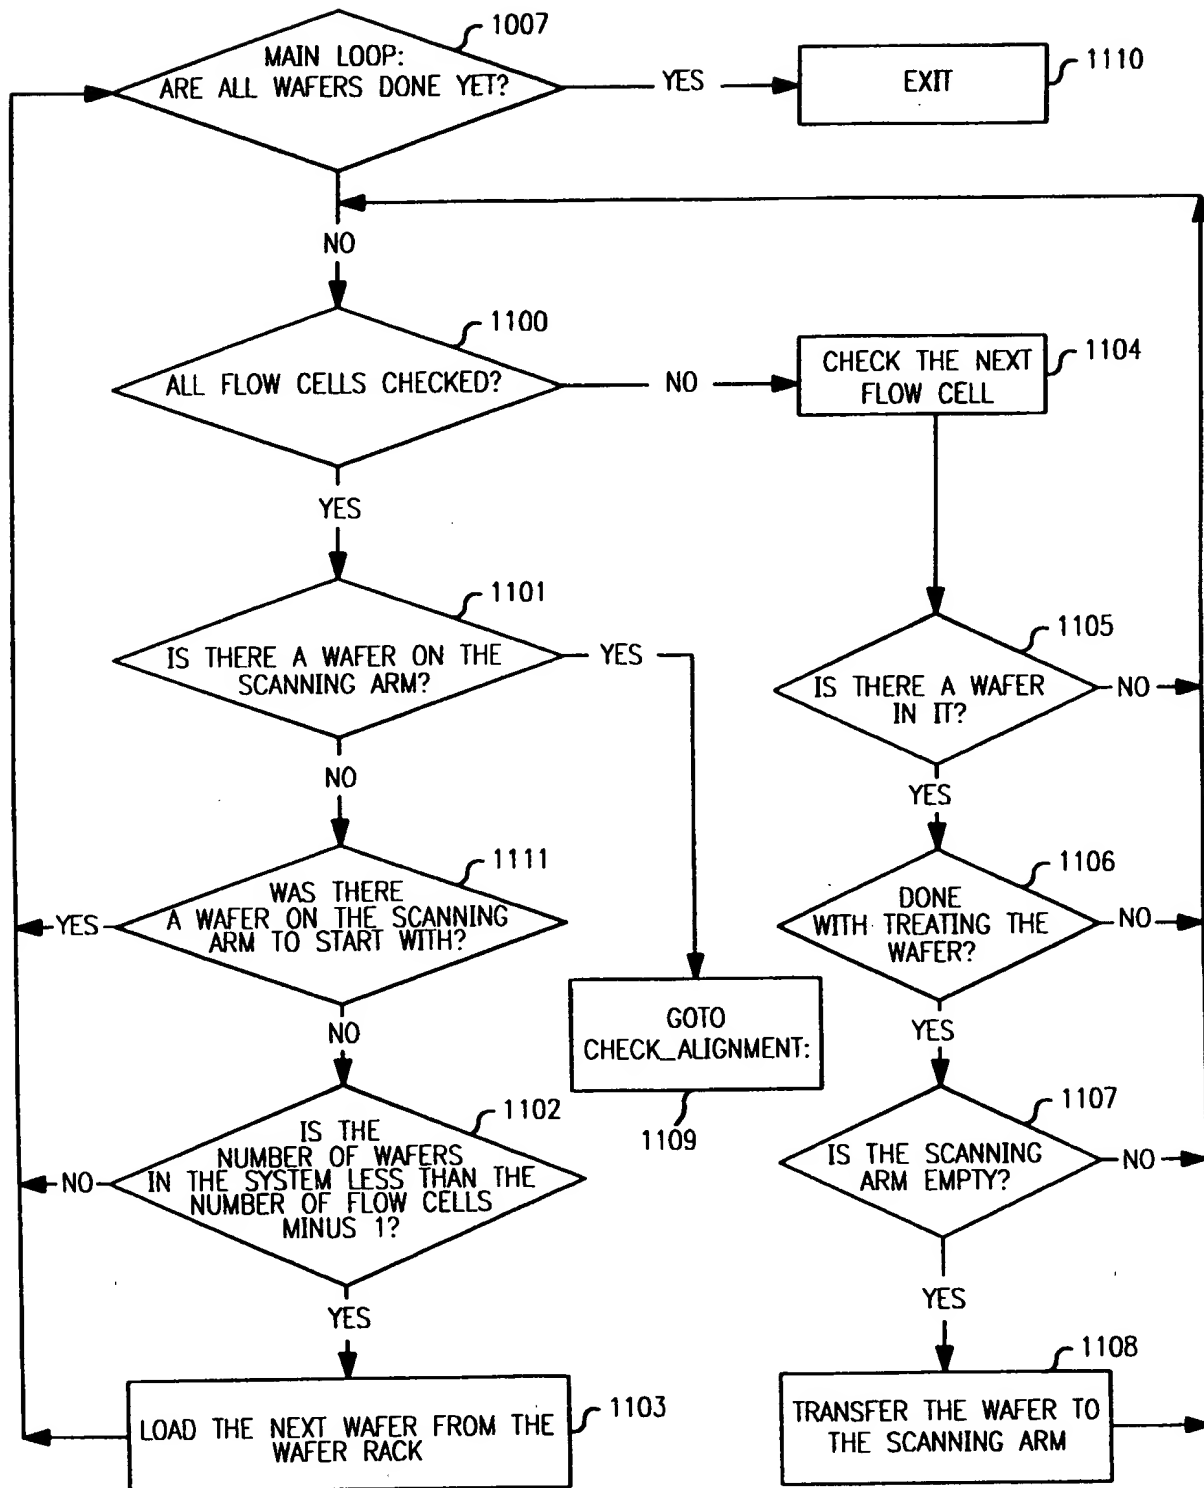 1007
MAIN LOOP:
ARE ALL WAFERS DONE YET?
YES
EXIT
1110
NO
1100
ALL FLOW CELLS CHECKED?
NO
CHECK THE NEXT
FLOW CELL
1104
YES
1101
IS THERE A WAFER ON THE
SCANNING ARM?
YES
1105
IS THERE A WAFER
IN IT?
NO
NO
YES
1111
WAS THERE
A WAFER ON THE SCANNING
ARM TO START WITH?
YES
1106
DONE
WITH TREATING THE
WAFER?
NO
GOTO
CHECK_ALIGNMENT:
1109
NO
YES
1102
IS THE
NUMBER OF WAFERS
IN THE SYSTEM LESS THAN THE
NUMBER OF FLOW CELLS
MINUS 1?
NO
1107
IS THE SCANNING
ARM EMPTY?
NO
YES
YES
1103
LOAD THE NEXT WAFER FROM THE
WAFER RACK
1108
TRANSFER THE WAFER TO
THE SCANNING ARM